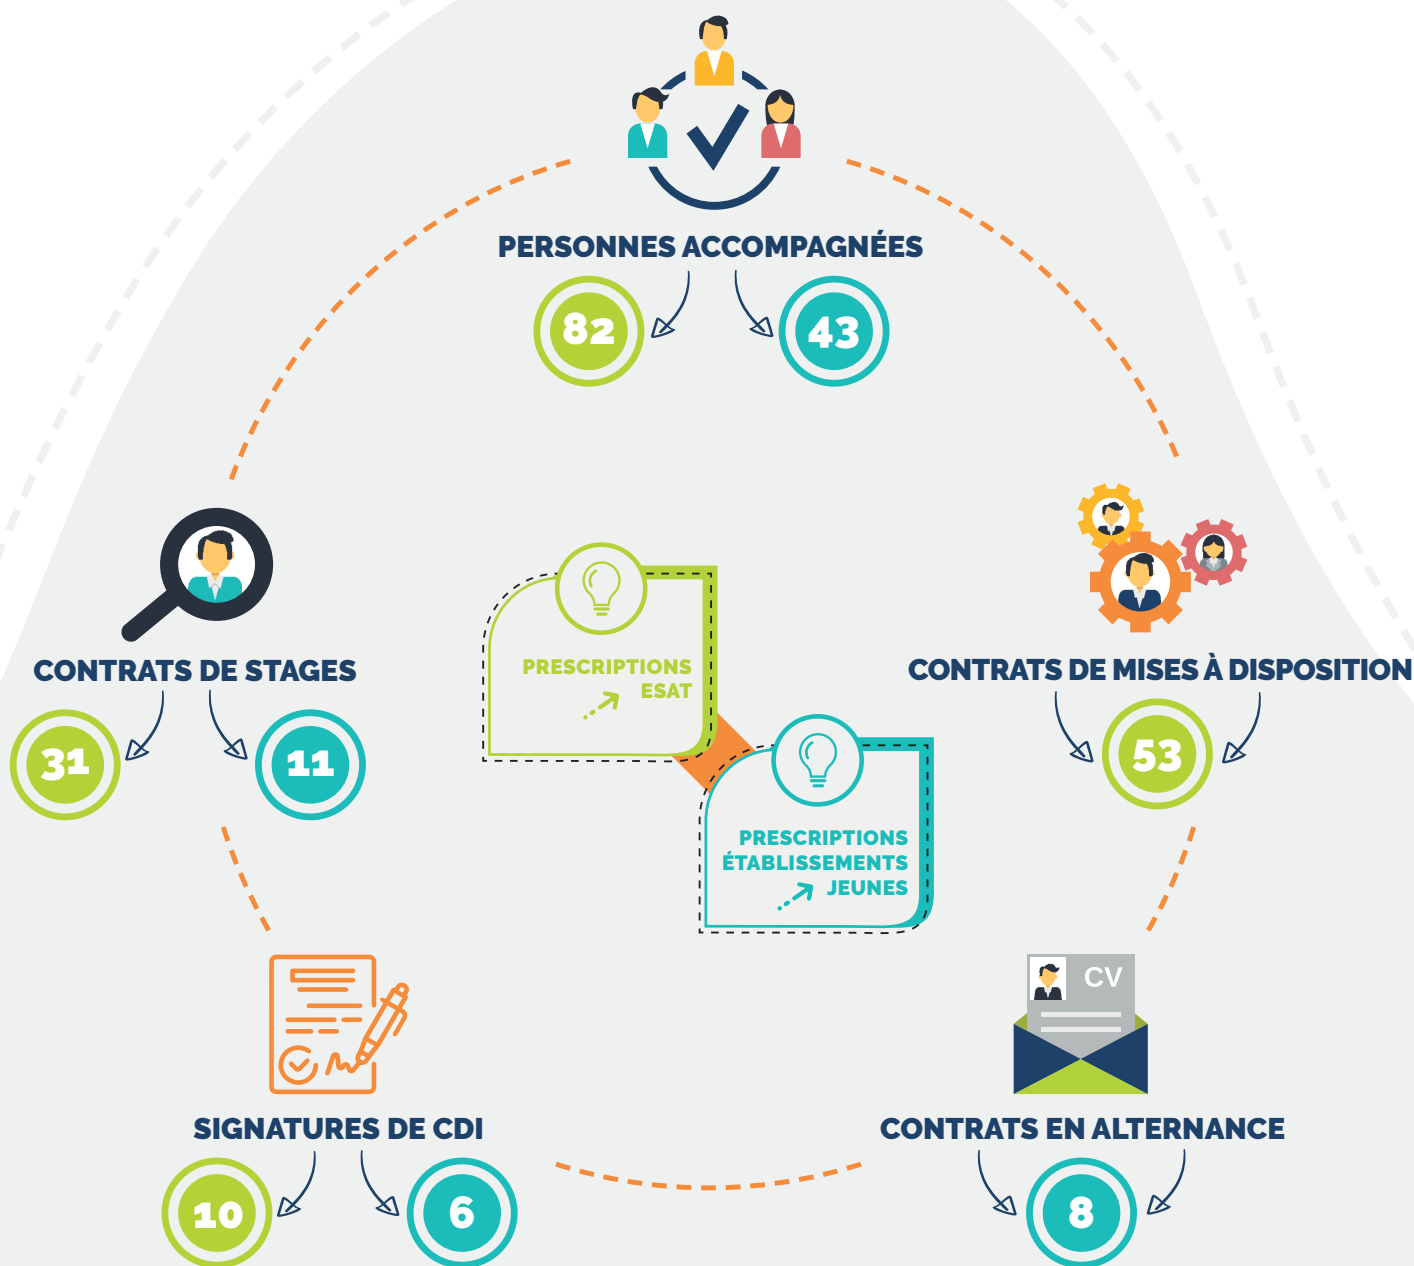 PERSONNES ACCOMPAGNÉES
82
43
CONTRATS DE STAGES
31
11
PRESCRIPTIONS
ESAT
CONTRATS DE MISES À DISPOSITION
53
PRESCRIPTIONS
ÉTABLISSEMENTS
JEUNES
SIGNATURES DE CDI
10
6
CV
CONTRATS EN ALTERNANCE
8